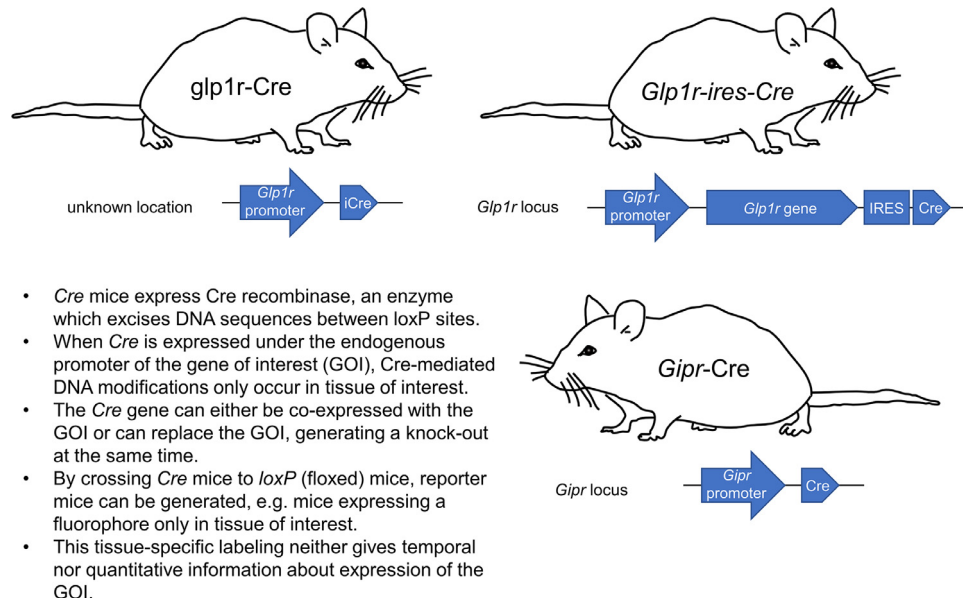 glp1r-Cre
Glp1r-ires-Cre
unknown location
Glp1r
promoter
iCre
Glp1r locus
Glp1r
promoter
Glp1r gene
IRES
Cre
• Cre mice express Cre recombinase, an enzyme
which excises DNA sequences between loxP sites.
• When Cre is expressed under the endogenous
promoter of the gene of interest (GOI), Cre-mediated
DNA modifications only occur in tissue of interest.
• The Cre gene can either be co-expressed with the
GOI or can replace the GOI, generating a knock-out
at the same time.
• By crossing Cre mice to loxP (floxed) mice, reporter
mice can be generated, e.g. mice expressing a
fluorophore only in tissue of interest.
• This tissue-specific labeling neither gives temporal
nor quantitative information about expression of the
GOI.
Gipr-Cre
Gipr locus
Gipr
promoter
Cre